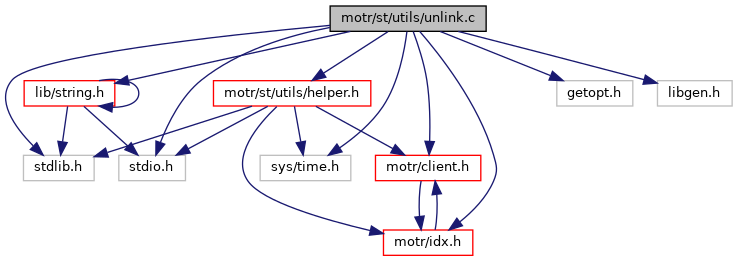 motr/st/utils/unlink.c
lib/string.h
motr/st/utils/helper.h
getopt.h
libgen.h
stdlib.h
stdio.h
sys/time.h
motr/client.h
motr/idx.h